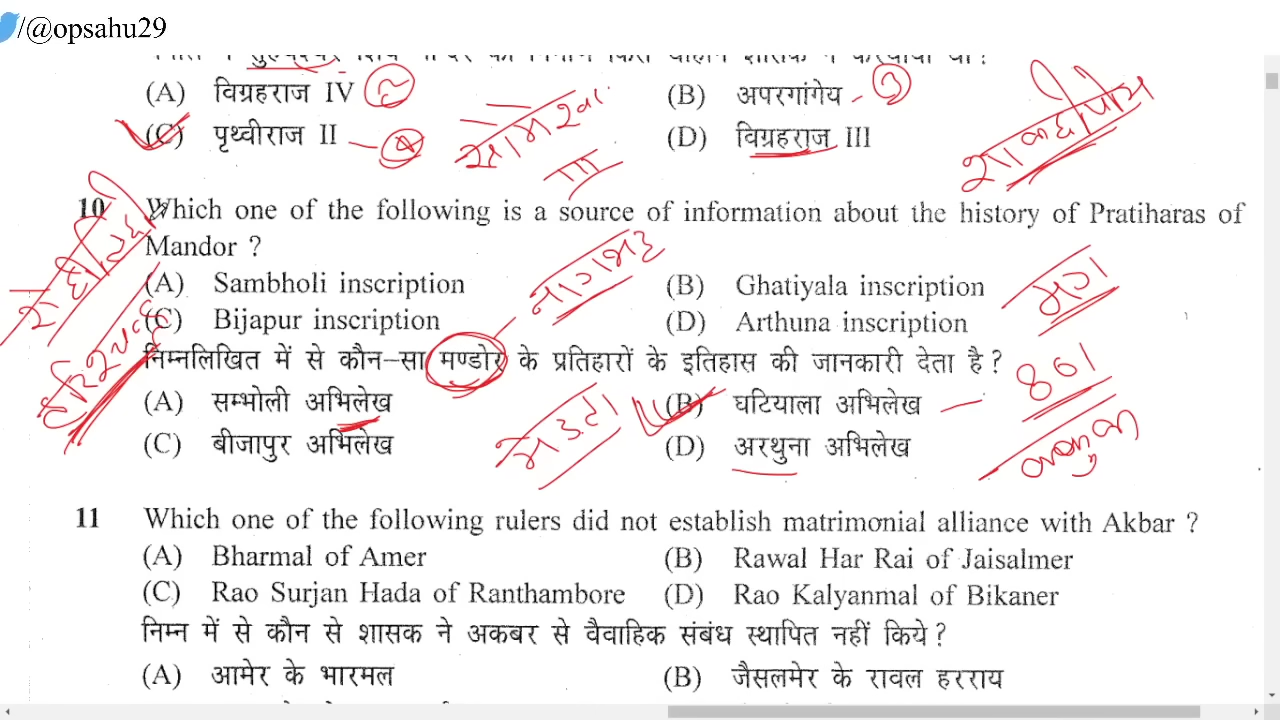 /@opsahu29
(A) विग्रहराज IV (B) अपरगांगेय
(C) पृथ्वीराज II (D) विग्रहराज III
10 Which one of the following is a source of information about the history of Pratiharas of
Mandor ?
(A) Sambholi inscription (B) Ghatiyala inscription
(C) Bijapur inscription (D) Arthuna inscription
निम्नलिखित में से कौन-सा मण्डोर के प्रतिहारों के इतिहास की जानकारी देता है ?
(A) सम्भोली अभिलेख (B) घटियाला अभिलेख
(C) बीजापुर अभिलेख (D) अरथुना अभिलेख
नागभट्ट
मग
मेडता
861
कक्कुक
11 Which one of the following rulers did not establish matrimonial alliance with Akbar ?
(A) Bharmal of Amer (B) Rawal Har Rai of Jaisalmer
(C) Rao Surjan Hada of Ranthambore (D) Rao Kalyanmal of Bikaner
निम्न में से कौन से शासक ने अकबर से वैवाहिक संबंध स्थापित नहीं किये ?
(A) आमेर के भारमल (B) जैसलमेर के रावल हरराय